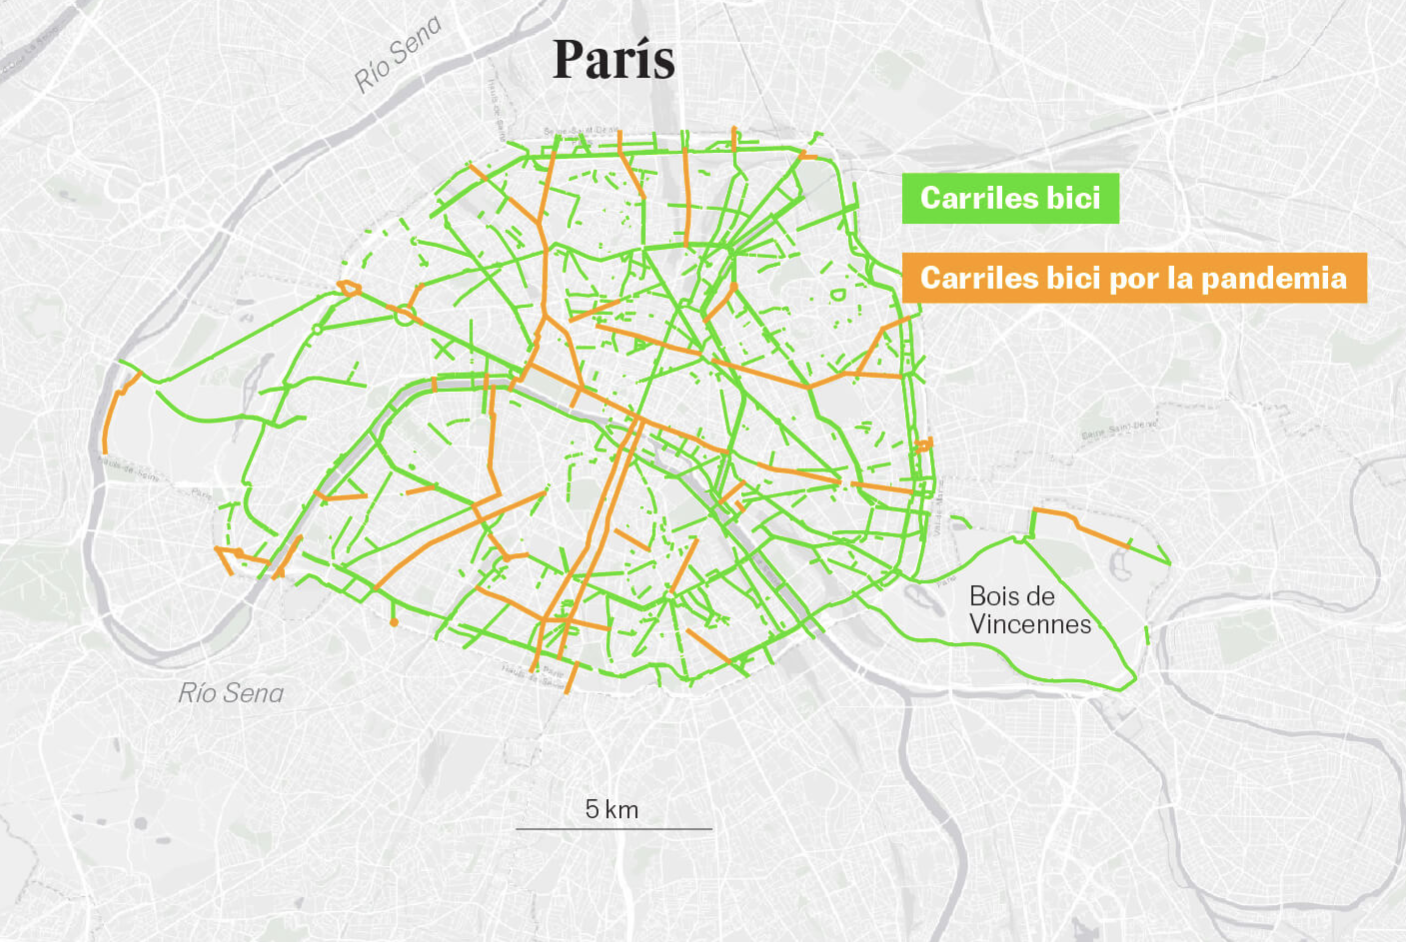 Río Sena
París
Carriles bici
Carriles bici por la pandemia
Bois de
Vincennes
Río Sena
5 km